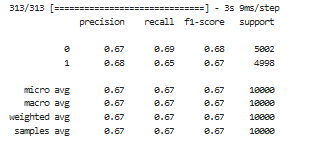 313/313 [==============================] - 3s 9ms/step
precision recall f1-score support
0 0.67 0.69 0.68 5002
1 0.68 0.65 0.67 4998
micro avg 0.67 0.67 0.67 10000
macro avg 0.67 0.67 0.67 10000
weighted avg 0.67 0.67 0.67 10000
samples avg 0.67 0.67 0.67 10000